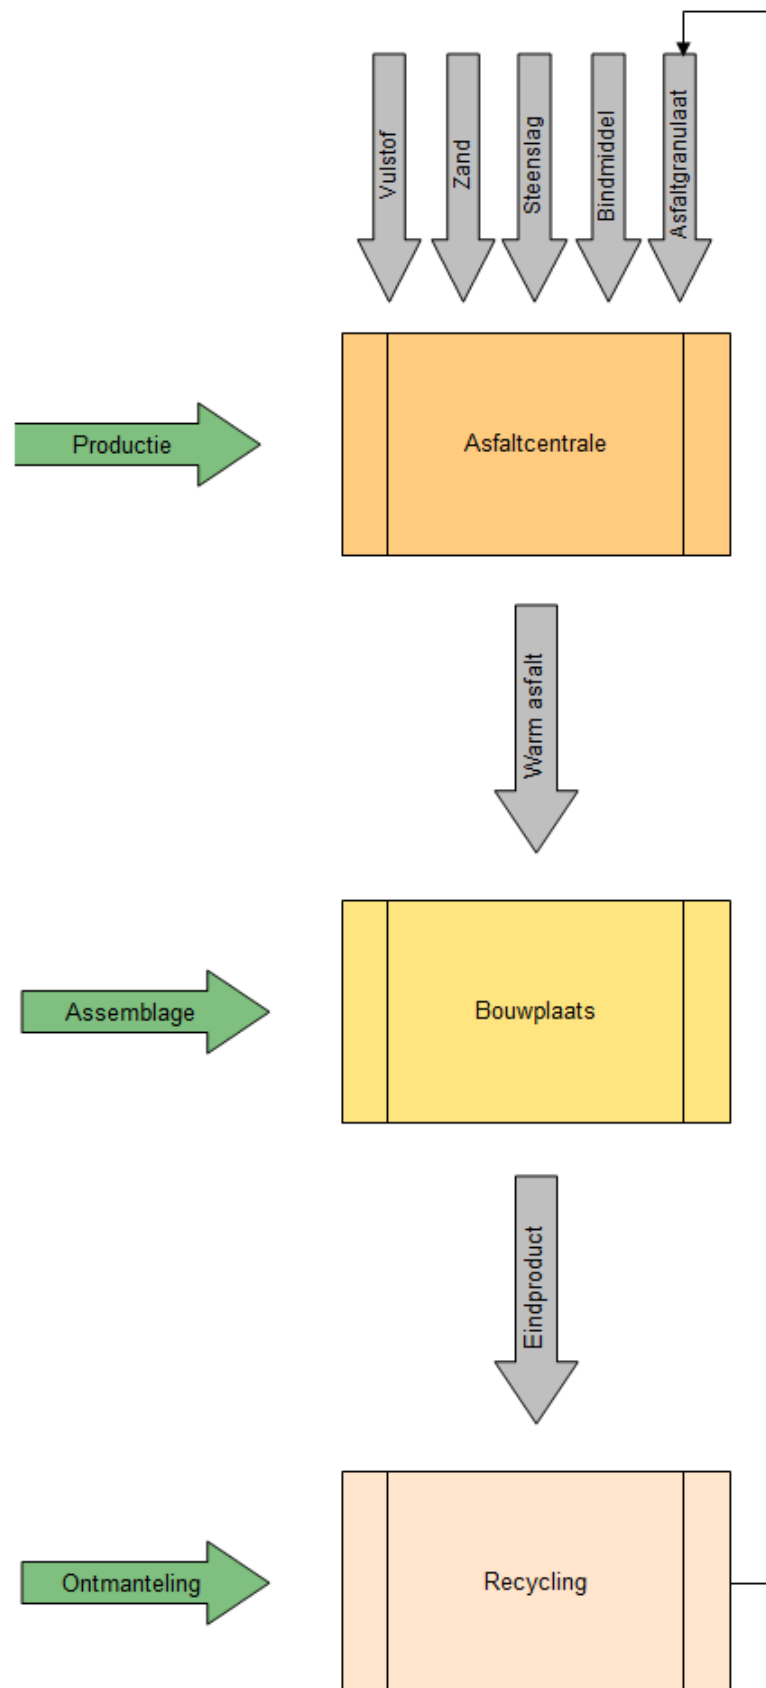 Vulstof
Zand
Steenslag
Bindmiddel
Asfaltgranulaat
Productie
Asfaltcentrale
Warm asfalt
Assemblage
Bouwplaats
Eindproduct
Ontmanteling
Recycling